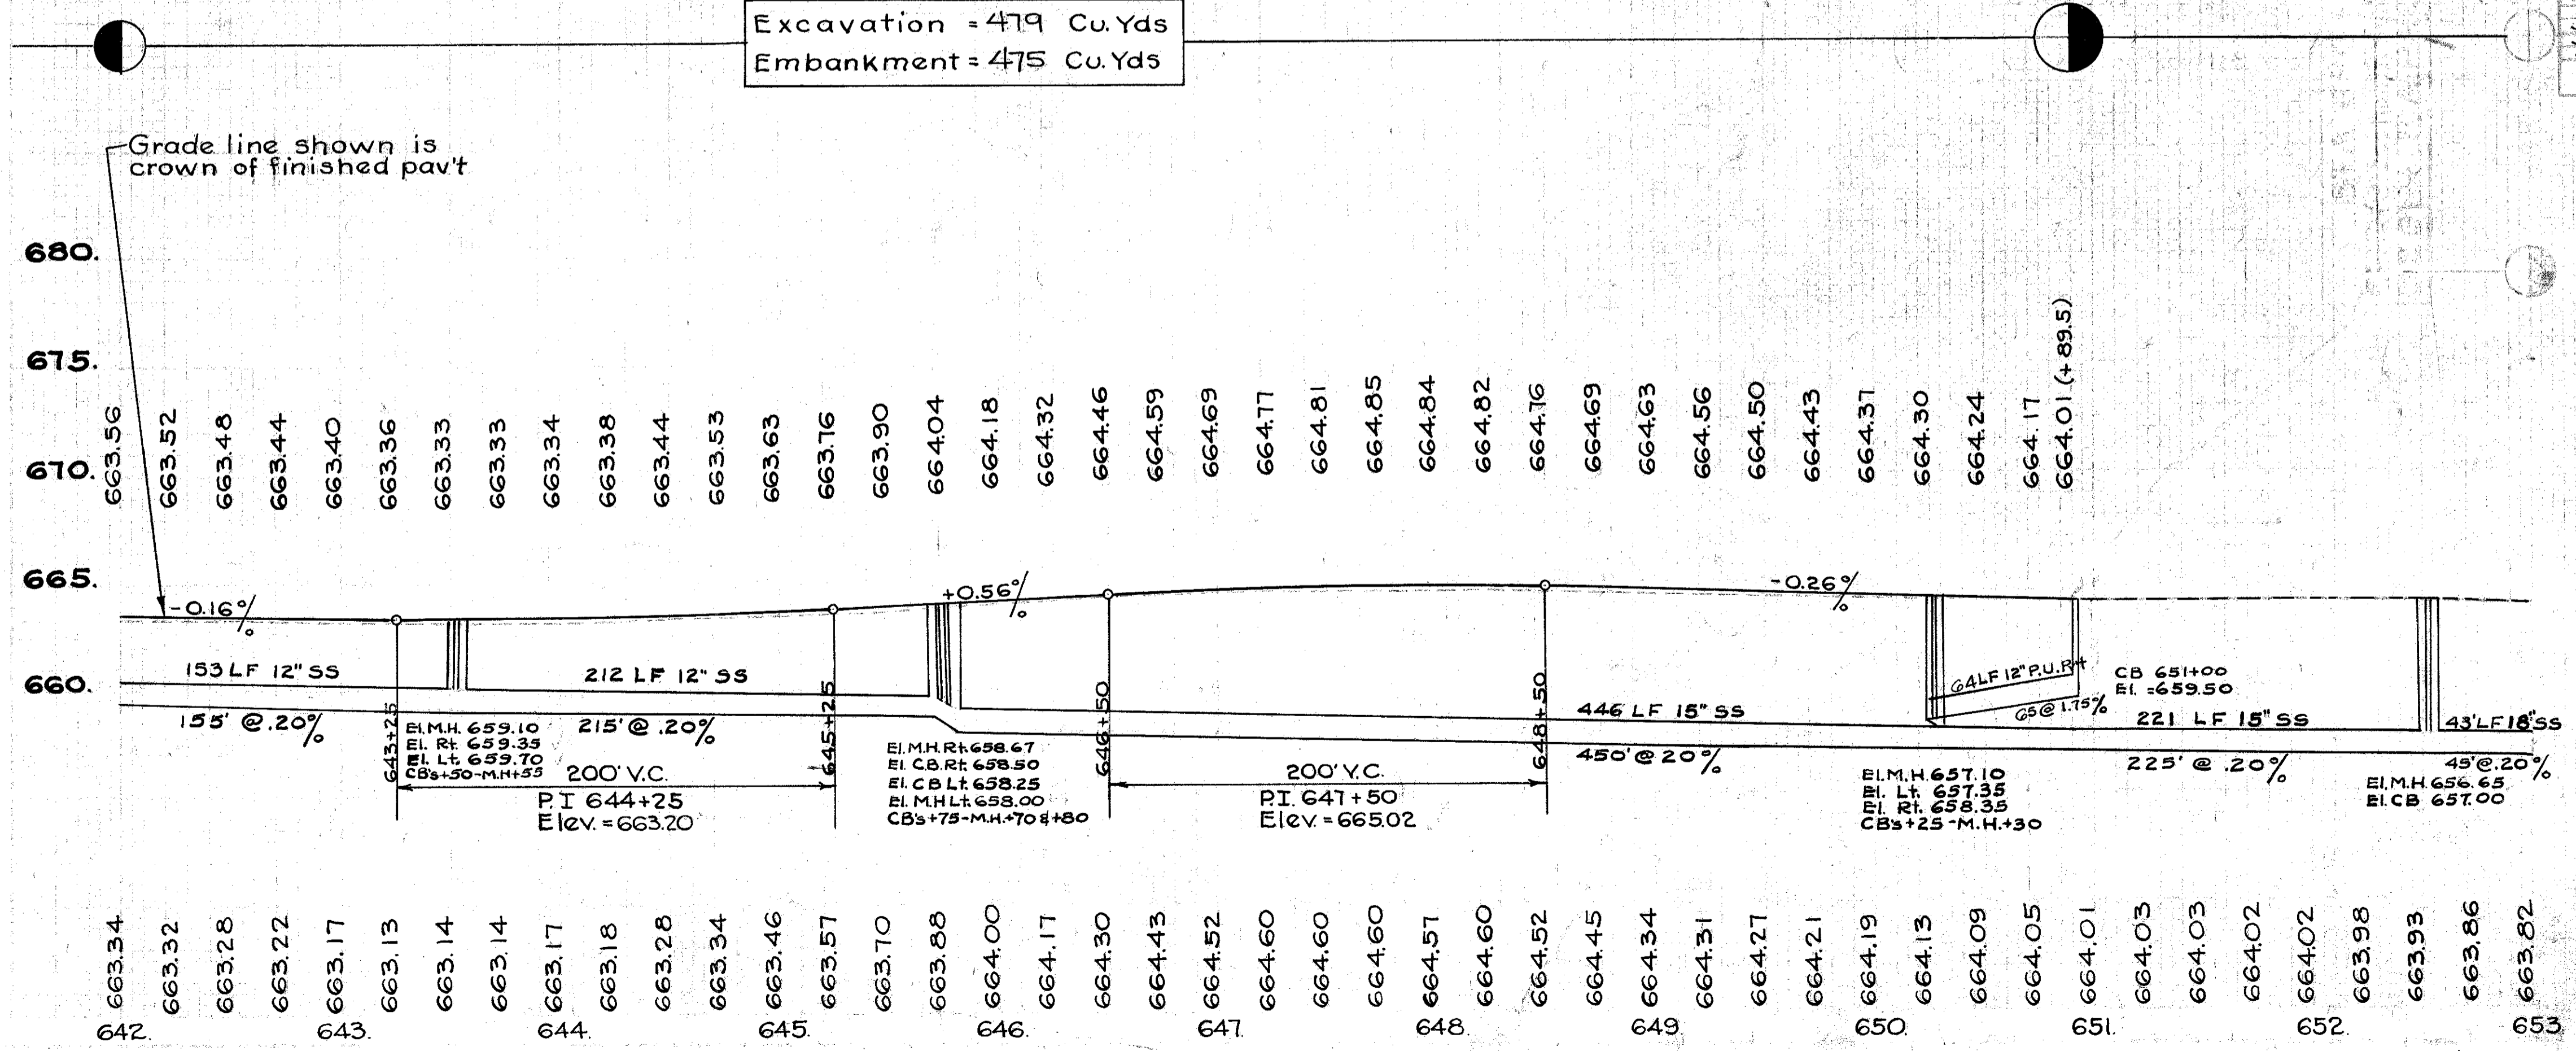 Excavation = 479 Cu. Yds
Embankment = 475 Cu. Yds
Grade line shown is
crown of finished pav't
680.
675.
670.
665.
660.
663.56 663.52 663.48 663.44 663.40 663.36 663.33 663.33 663.34 663.38 663.44 663.53 663.63 663.76 663.90 664.04 664.18 664.32 664.46 664.59 664.69 664.77 664.81 664.85 664.84 664.82 664.76 664.69 664.63 664.56 664.50 664.43 664.37 664.30 664.24 664.17 664.01 (+ 89.5)
-0.16%
+0.56%
-0.26%
153 LF 12" SS
212 LF 12" SS
446 LF 15" SS
64 LF 12" P.U. Rt
65 @ 1.75%
CB 651+00
El. = 659.50
221 LF 15" SS
43' LF 18" SS
155' @ .20%
215' @ .20%
450' @ 20%
225' @ .20%
45' @ .20%
643+25
645+25
646+50
648+50
El. M.H. 659.10
El. Rt. 659.35
El. Lt. 659.70
CB's +50 - M.H +55
200' V.C.
P.I 644+25
Elev. = 663.20
El. M.H. Rt. 658.67
El. C.B. Rt. 658.50
El. CB Lt. 658.25
El. M.H Lt. 658.00
CB's +75 - M.H. +70 & +80
200' V.C.
P.I. 647+50
Elev. = 665.02
El. M.H. 657.10
El. Lt. 657.35
El. Rt. 658.35
CB's +25 - M.H. +30
El. M.H. 656.65
El. CB 657.00
663.34 663.32 663.28 663.22 663.17 663.13 663.14 663.14 663.17 663.18 663.28 663.34 663.46 663.57 663.70 663.88 664.00 664.17 664.30 664.43 664.52 664.60 664.60 664.60 664.57 664.60 664.52 664.45 664.34 664.31 664.27 664.21 664.19 664.13 664.09 664.05 664.01 664.03 664.03 664.02 664.02 663.98 663.93 663.86 663.82
642. 643. 644. 645. 646. 647. 648. 649. 650. 651. 652. 653